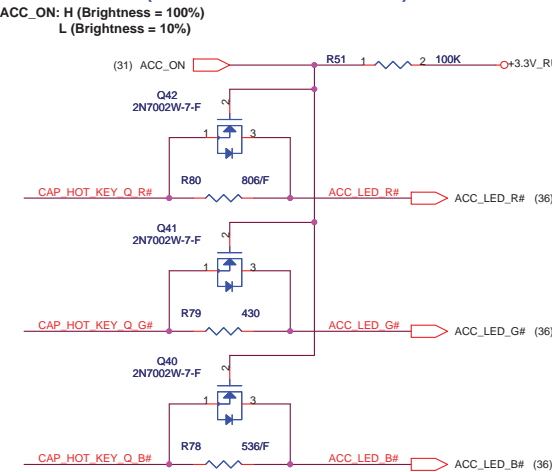 ACC_ON: H (Brightness = 100%)
L (Brightness = 10%)
(31) ACC_ON
R51 1 2 100K
Q42
2N7002W-7-F
2
1 3
R80 806/F
CAP_HOT_KEY_Q_R# ACC_LED_R# ACC_LED_R# (36)
Q41
2N7002W-7-F
2
1 3
R79 430
CAP_HOT_KEY_Q_G# ACC_LED_G# ACC_LED_G# (36)
Q40
2N7002W-7-F
2
1 3
R78 536/F
CAP_HOT_KEY_Q_B# ACC_LED_B# ACC_LED_B# (36)